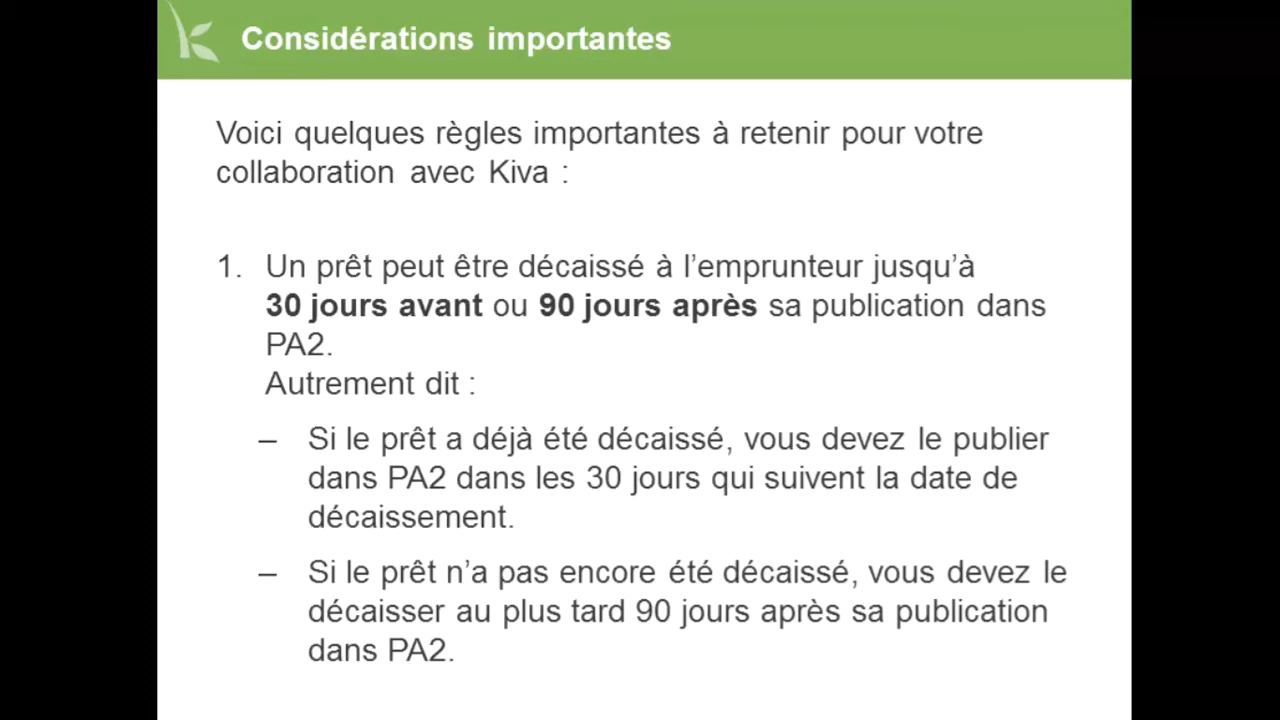 Considérations importantes
Voici quelques règles importantes à retenir pour votre
collaboration avec Kiva :
1. Un prêt peut être décaissé à l’emprunteur jusqu’à
30 jours avant ou 90 jours après sa publication dans
PA2.
Autrement dit :
– Si le prêt a déjà été décaissé, vous devez le publier
dans PA2 dans les 30 jours qui suivent la date de
décaissement.
– Si le prêt n’a pas encore été décaissé, vous devez le
décaisser au plus tard 90 jours après sa publication
dans PA2.